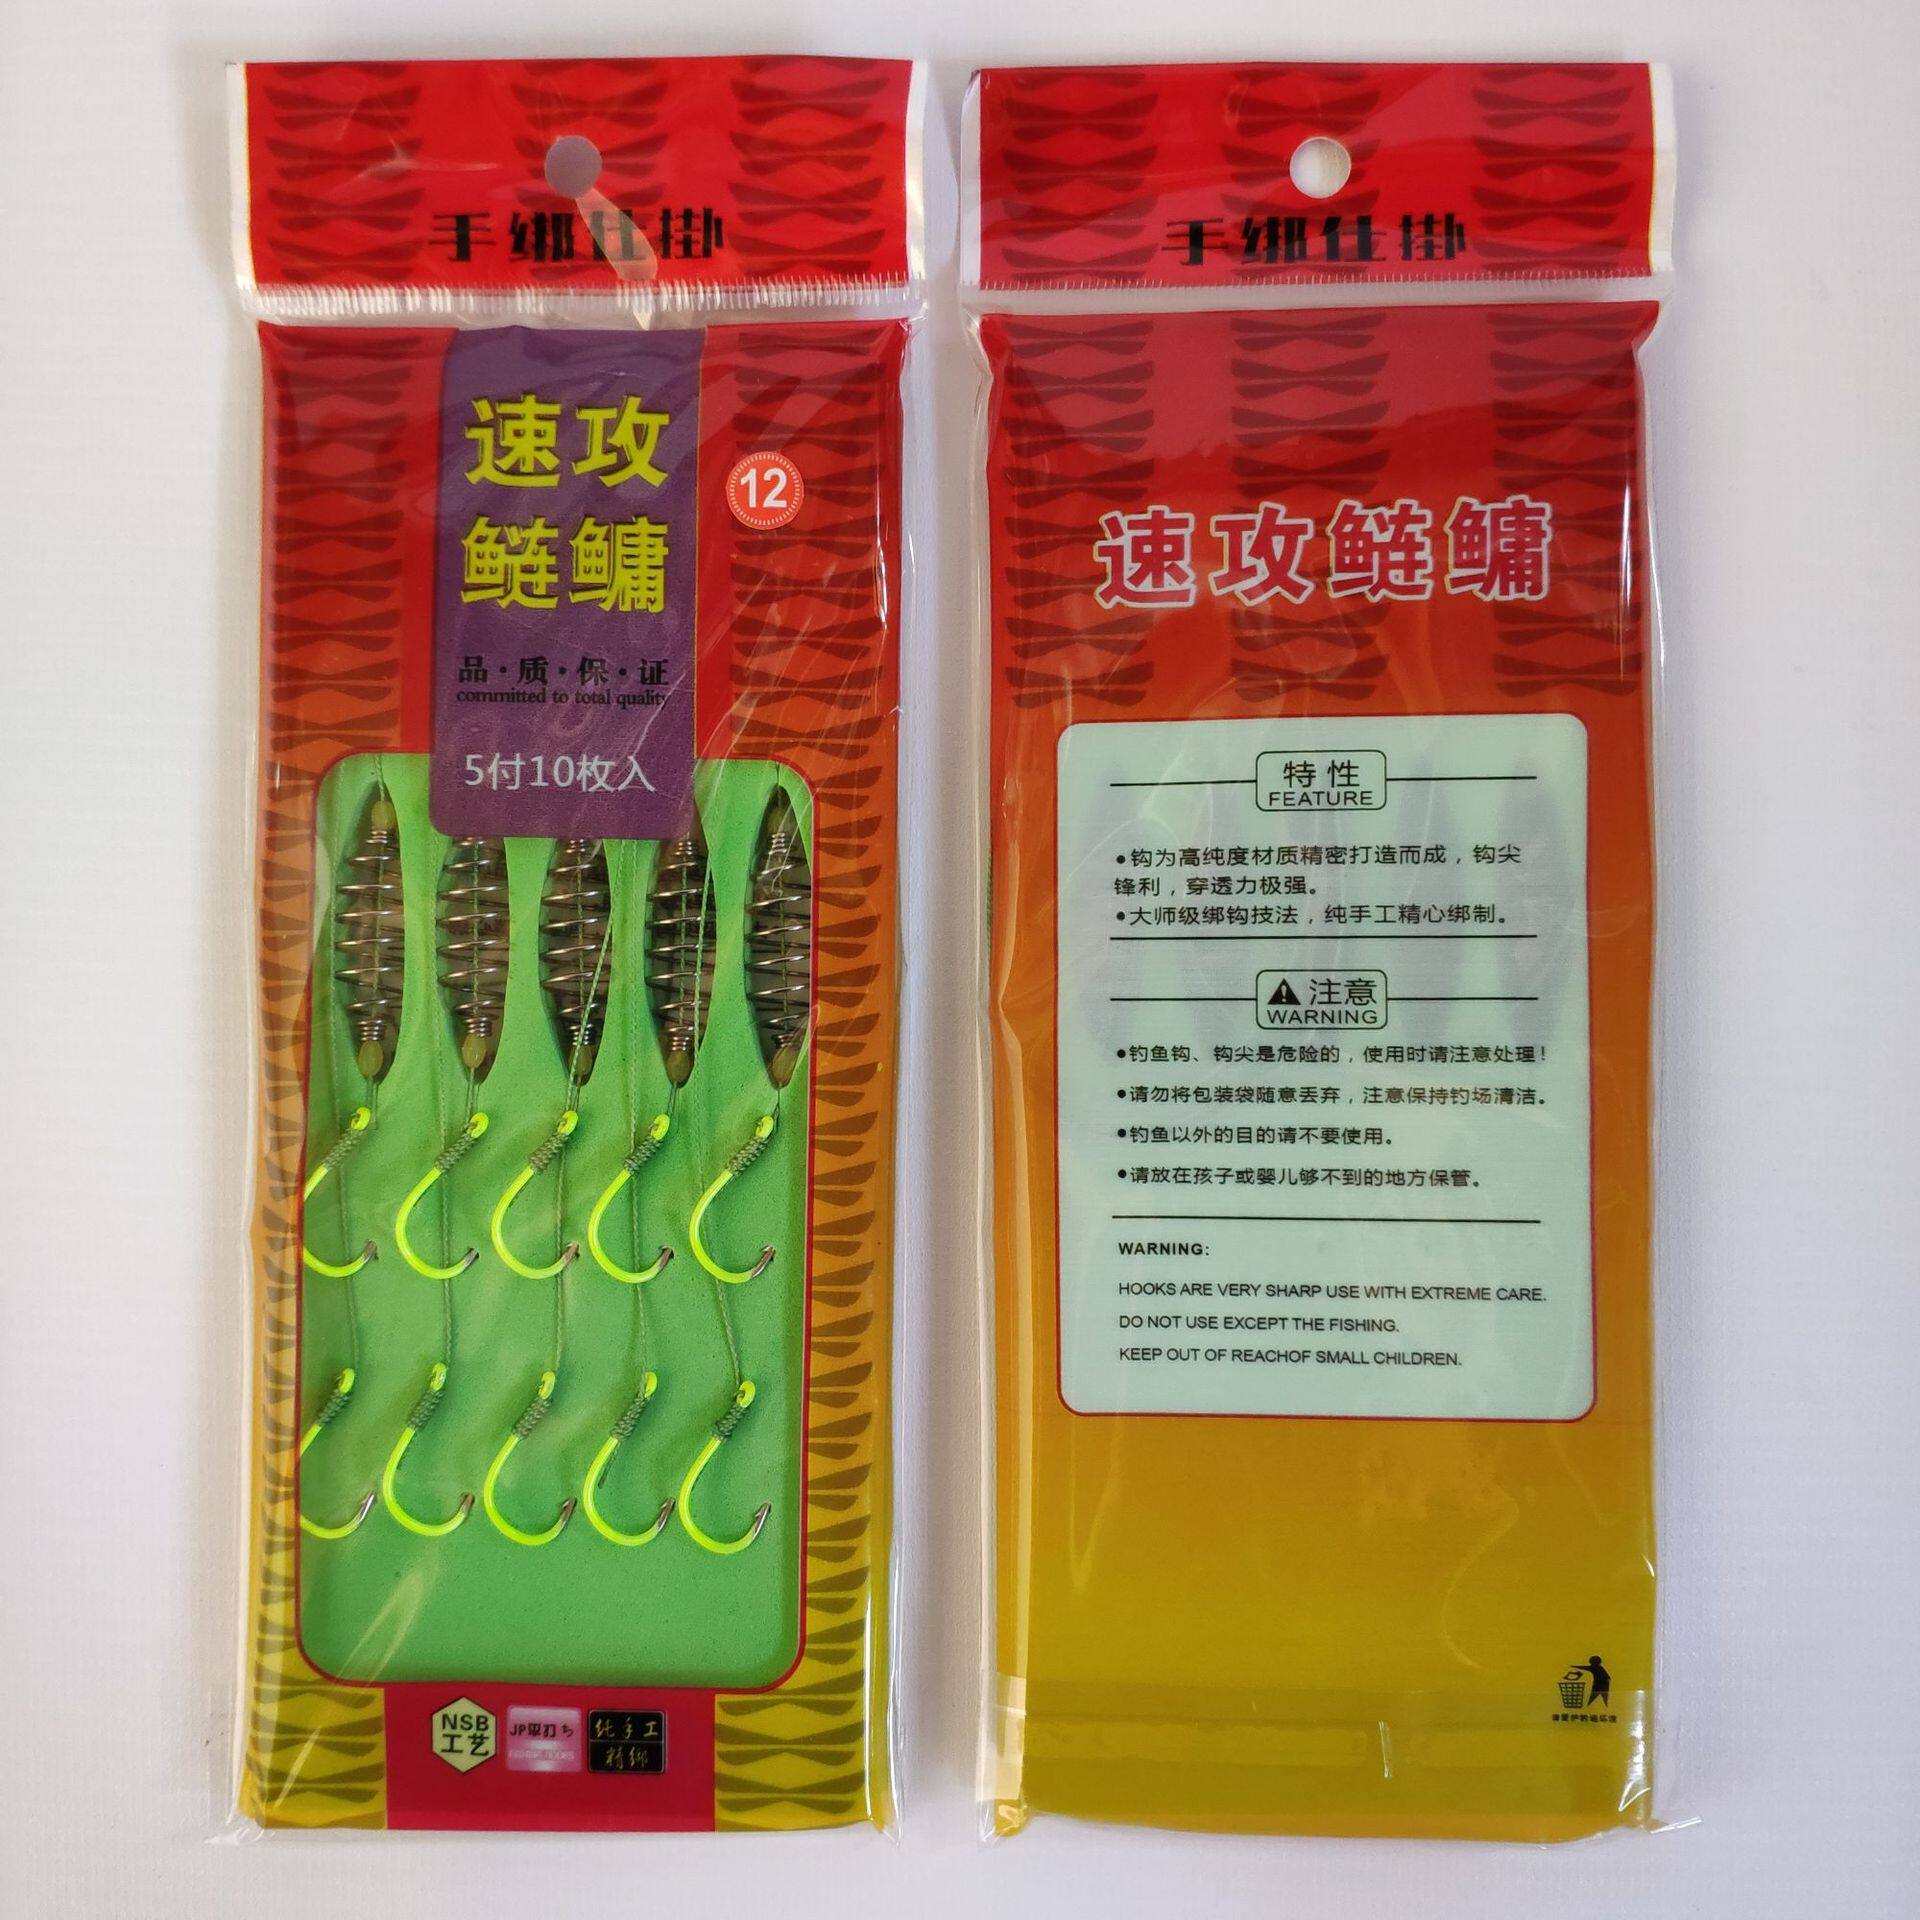 手绑仕掛
速攻
鲢鳙
12
品·质·保·证
committed to total quality
5付10枚入
NSB
工艺
JP平打ち
纯手工
精绑
手绑仕掛
速攻鲢鳙
特性
FEATURE
•钩为高纯度材质精密打造而成，钩尖
锋利，穿透力极强。
•大师级绑钩技法，纯手工精心绑制。
注意
WARNING
•钓鱼钩、钩尖是危险的，使用时请注意处理！
•请勿将包装袋随意丢弃，注意保持钓场清洁。
•钓鱼以外的目的请不要使用。
•请放在孩子或婴儿够不到的地方保管。
WARNING:
HOOKS ARE VERY SHARP USE WITH EXTREME CARE.
DO NOT USE EXCEPT THE FISHING.
KEEP OUT OF REACHOF SMALL CHILDREN.